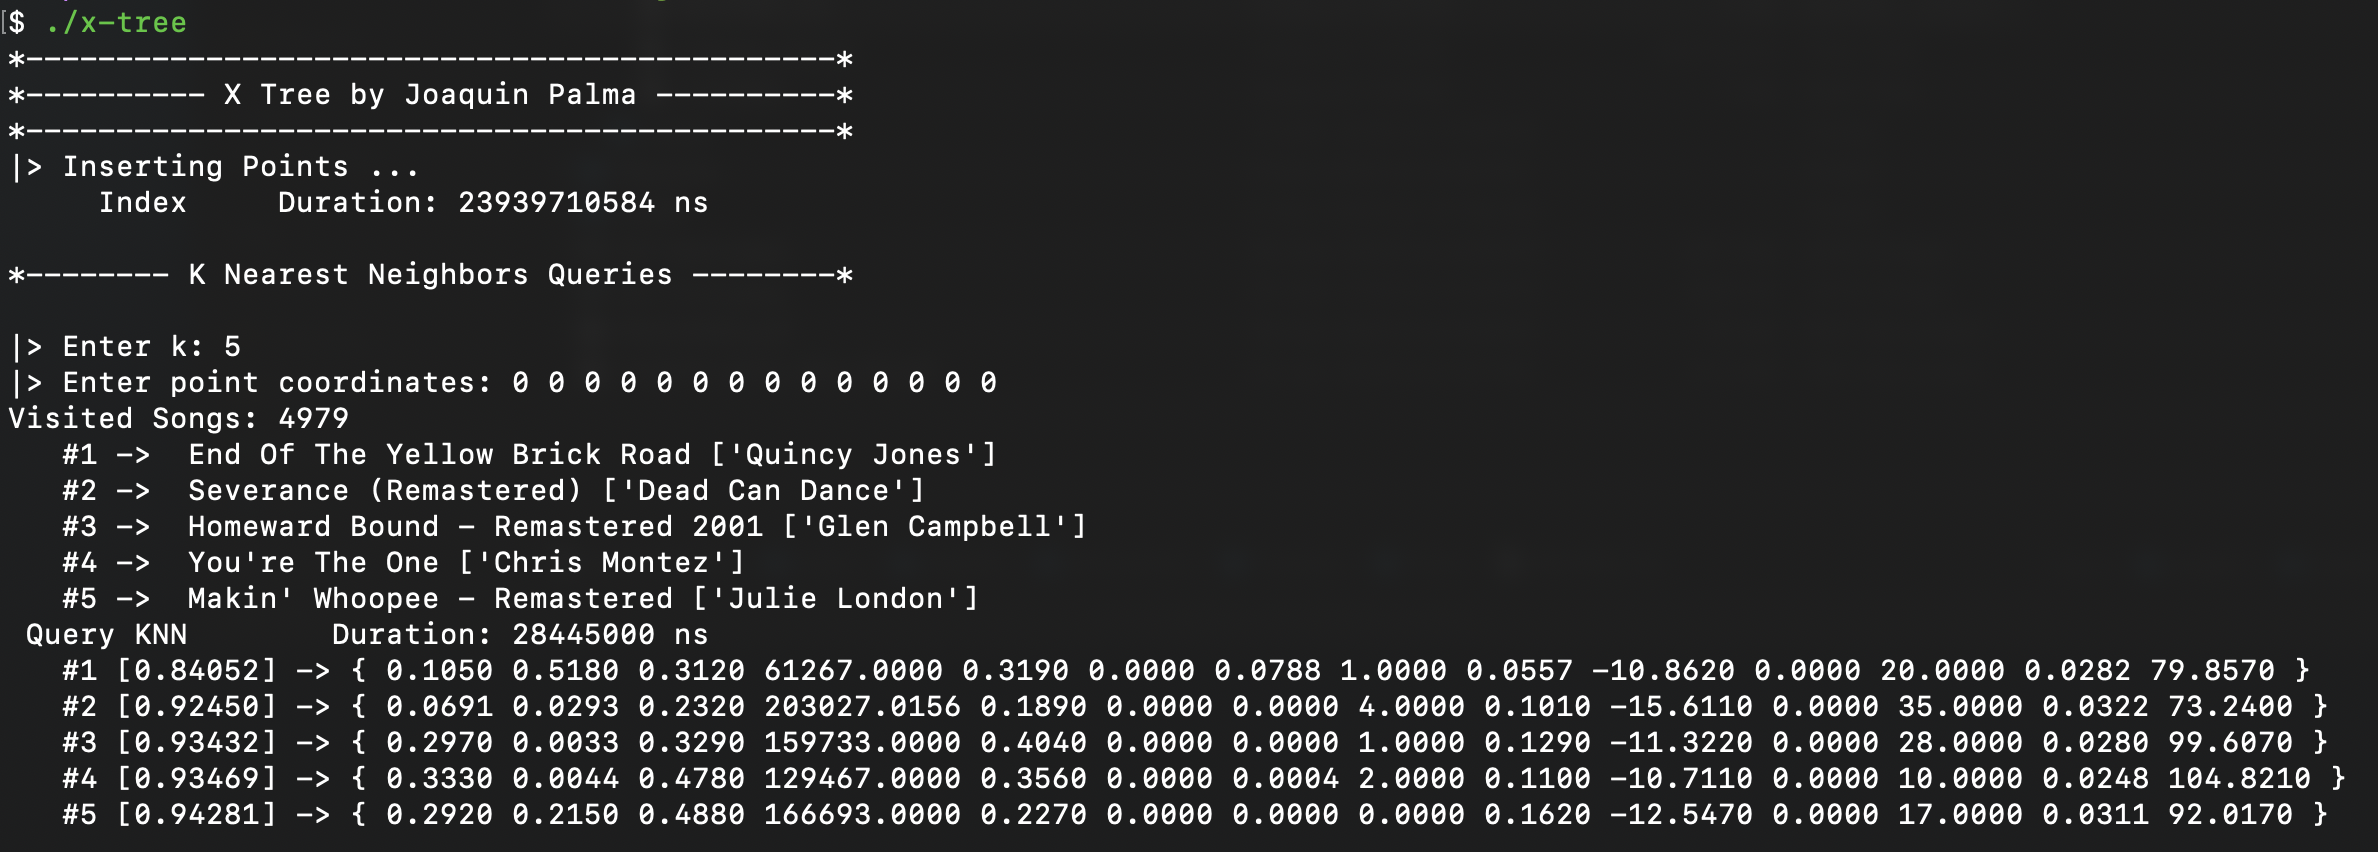 $ ./x-tree
*---------------------------------------------*
*---------- X Tree by Joaquin Palma ----------*
*---------------------------------------------*
|> Inserting Points ...
     Index     Duration: 23939710584 ns
*-------- K Nearest Neighbors Queries --------*
|> Enter k: 5
|> Enter point coordinates: 0 0 0 0 0 0 0 0 0 0 0 0 0 0
Visited Songs: 4979
   #1 ->  End Of The Yellow Brick Road ['Quincy Jones']
   #2 ->  Severance (Remastered) ['Dead Can Dance']
   #3 ->  Homeward Bound - Remastered 2001 ['Glen Campbell']
   #4 ->  You're The One ['Chris Montez']
   #5 ->  Makin' Whoopee - Remastered ['Julie London']
 Query KNN        Duration: 28445000 ns
   #1 [0.84052] -> { 0.1050 0.5180 0.3120 61267.0000 0.3190 0.0000 0.0788 1.0000 0.0557 -10.8620 0.0000 20.0000 0.0282 79.8570 }
   #2 [0.92450] -> { 0.0691 0.0293 0.2320 203027.0156 0.1890 0.0000 0.0000 4.0000 0.1010 -15.6110 0.0000 35.0000 0.0322 73.2400 }
   #3 [0.93432] -> { 0.2970 0.0033 0.3290 159733.0000 0.4040 0.0000 0.0000 1.0000 0.1290 -11.3220 0.0000 28.0000 0.0280 99.6070 }
   #4 [0.93469] -> { 0.3330 0.0044 0.4780 129467.0000 0.3560 0.0000 0.0004 2.0000 0.1100 -10.7110 0.0000 10.0000 0.0248 104.8210 }
   #5 [0.94281] -> { 0.2920 0.2150 0.4880 166693.0000 0.2270 0.0000 0.0000 0.0000 0.1620 -12.5470 0.0000 17.0000 0.0311 92.0170 }